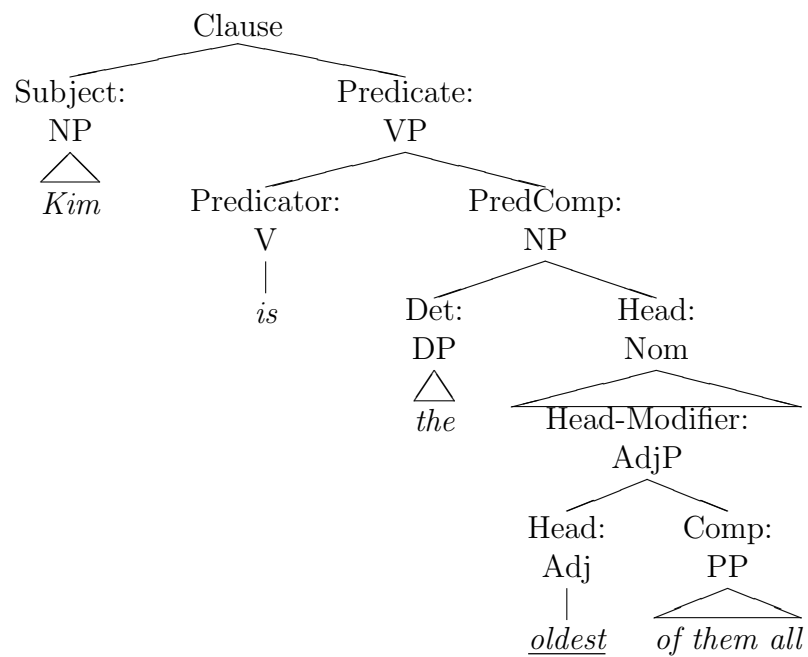 Clause
Subject: Predicate:
NP VP
Kim Predicator: PredComp:
V NP
is Det: Head:
DP Nom
the Head-Modifier:
AdjP
Head: Comp:
Adj PP
oldest of them all